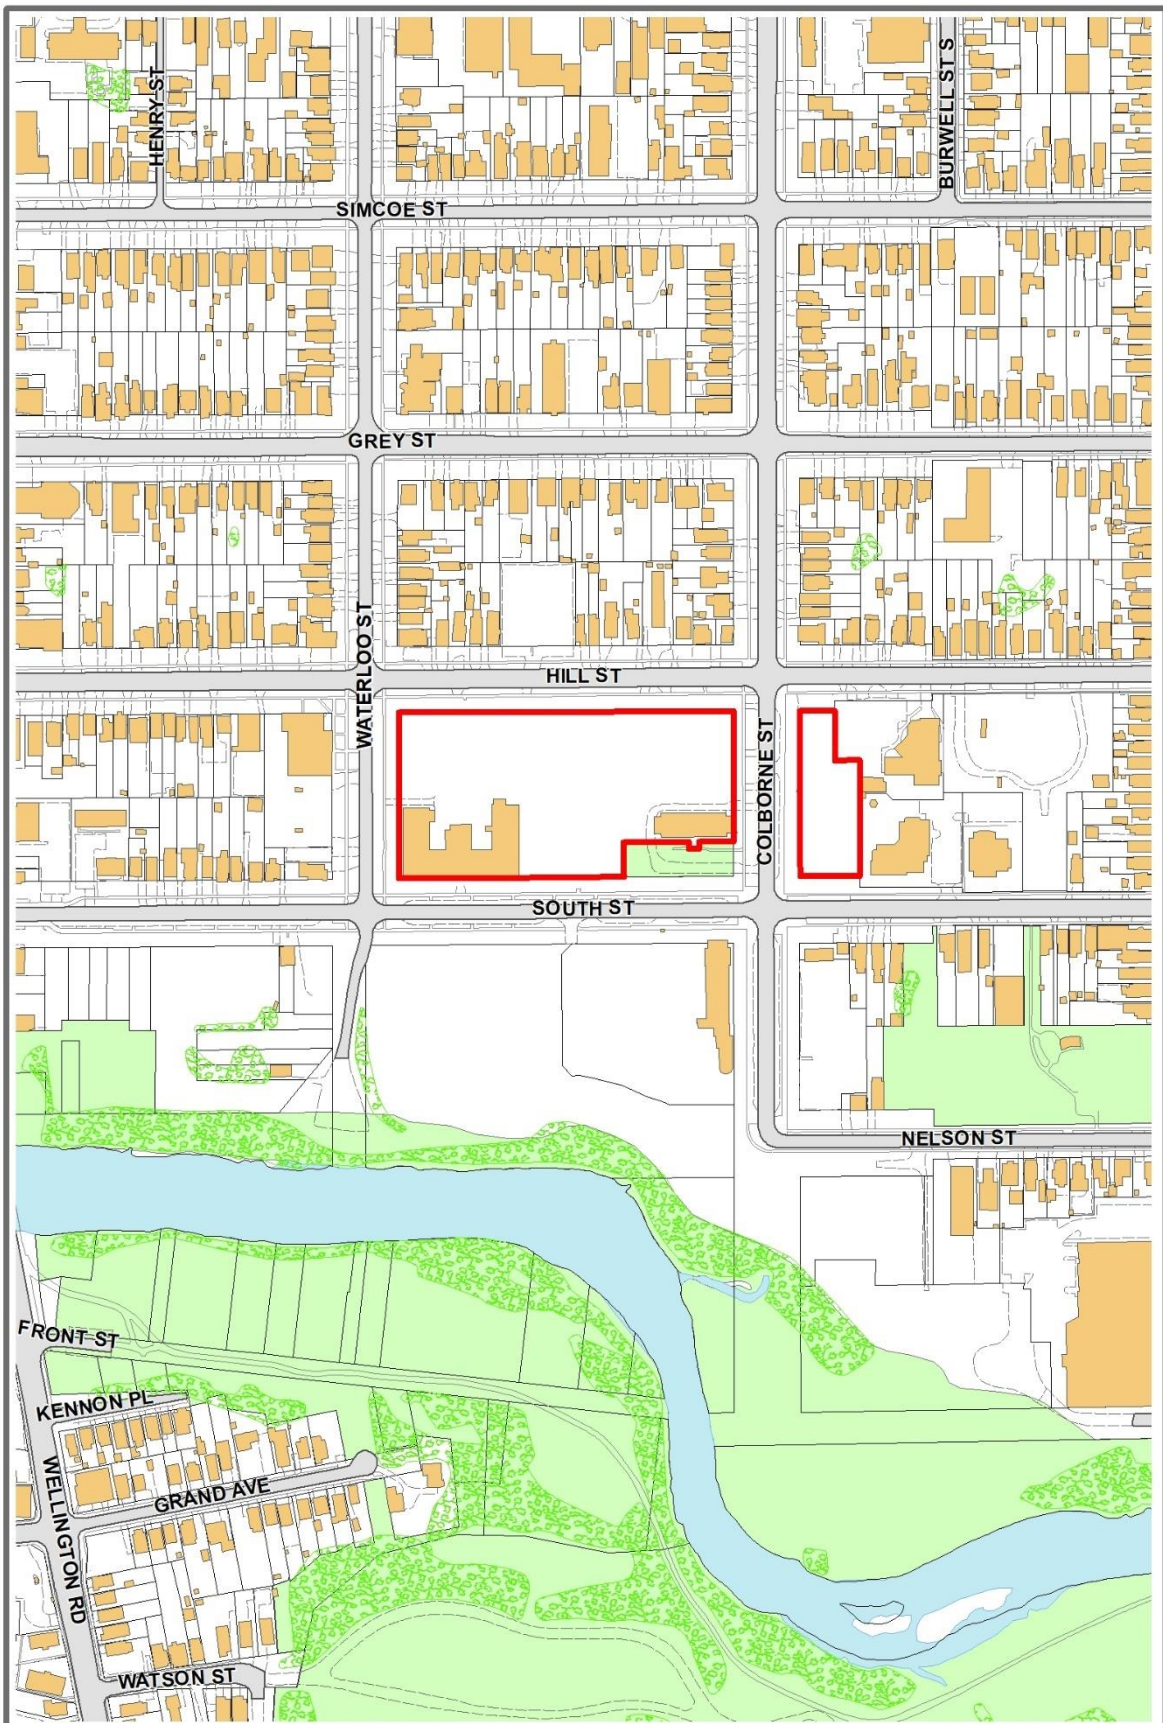 HENRY ST
BURWELL ST S
SIMCOE ST
GREY ST
WATERLOO ST
HILL ST
COLBORNE ST
SOUTH ST
NELSON ST
FRONT ST
KENNON PL
WELLINGTON RD
GRAND AVE
WATSON ST